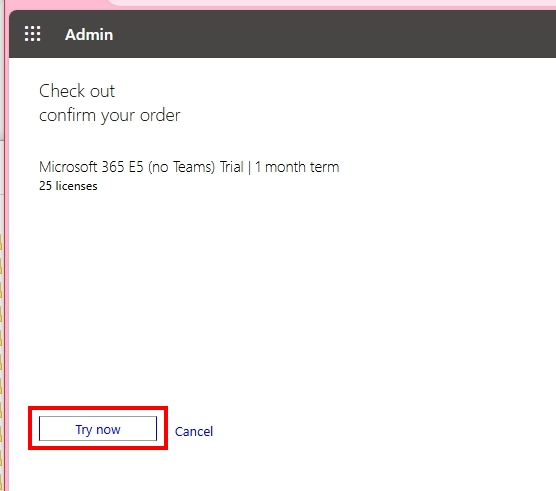 Admin
Check out
confirm your order
Microsoft 365 E5 (no Teams) Trial | 1 month term
25 licenses
Try now
Cancel